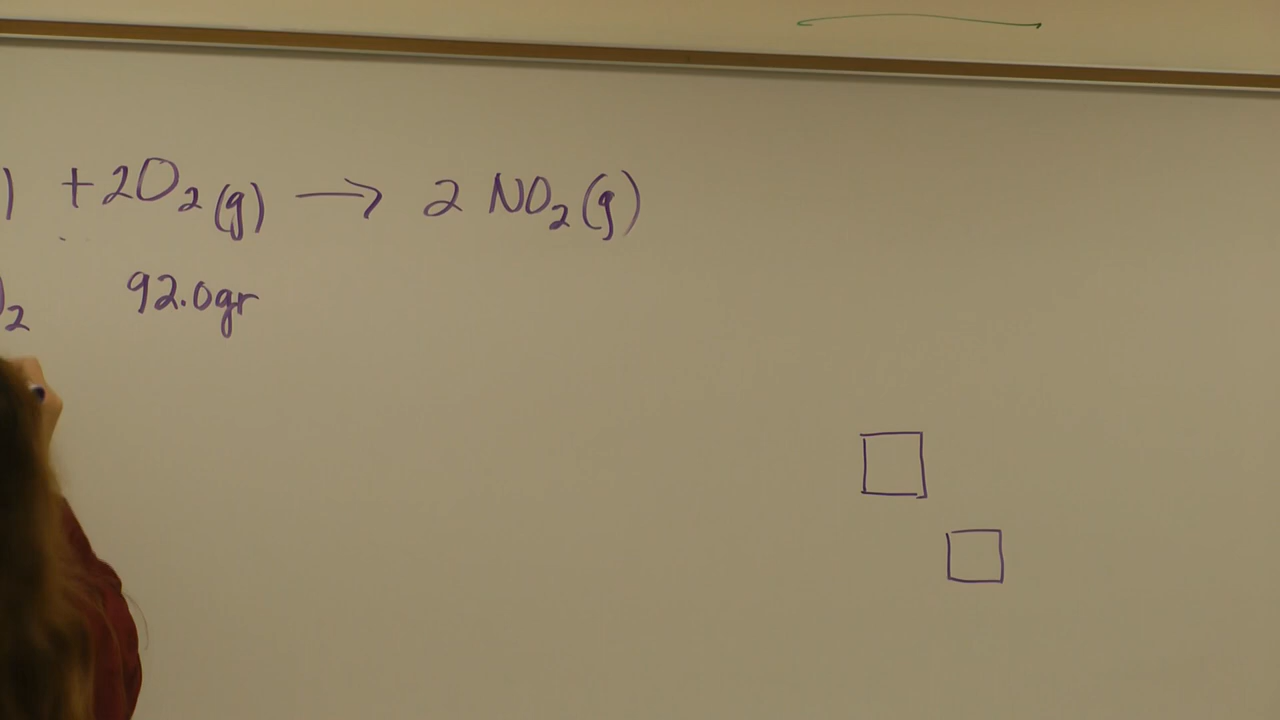 ) + 2O₂(g) → 2 NO₂(g)
₂ 92.0gr